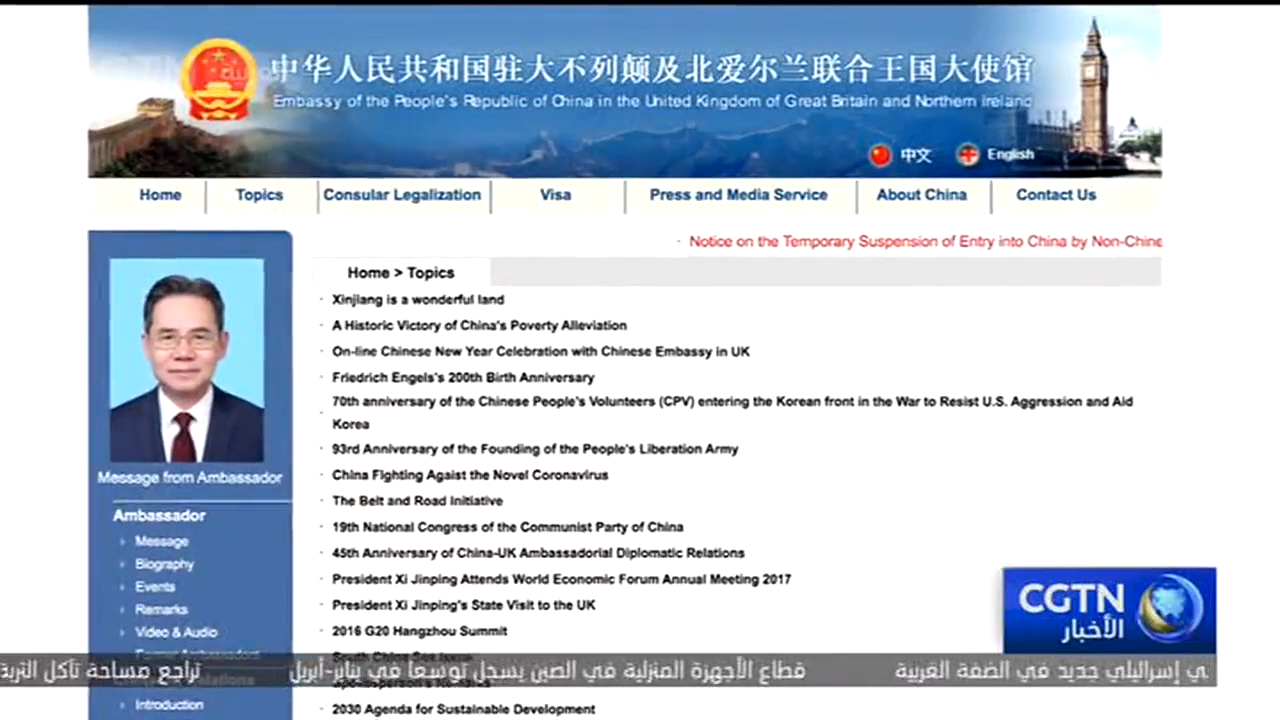 中华人民共和国驻大不列颠及北爱尔兰联合王国大使馆
Embassy of the People's Republic of China in the United Kingdom of Great Britain and Northern Ireland
中文 English
Home Topics Consular Legalization Visa Press and Media Service About China Contact Us
· Notice on the Temporary Suspension of Entry into China by Non-Chine
Home > Topics
· Xinjiang is a wonderful land
· A Historic Victory of China's Poverty Alleviation
· On-line Chinese New Year Celebration with Chinese Embassy in UK
· Friedrich Engels's 200th Birth Anniversary
· 70th anniversary of the Chinese People's Volunteers (CPV) entering the Korean front in the War to Resist U.S. Aggression and Aid
Korea
· 93rd Anniversary of the Founding of the People's Liberation Army
· China Fighting Agaist the Novel Coronavirus
· The Belt and Road Initiative
· 19th National Congress of the Communist Party of China
· 45th Anniversary of China-UK Ambassadorial Diplomatic Relations
· President Xi Jinping Attends World Economic Forum Annual Meeting 2017
· President Xi Jinping's State Visit to the UK
· 2016 G20 Hangzhou Summit
South China Sea Issue
· 2030 Agenda for Sustainable Development
Message from Ambassador
Ambassador
Message
Biography
Events
Remarks
Video & Audio
Former Ambassadors
Introduction
CGTN
الأخبار
ي إسرائيلي جديد في الضفة الغربية قطاع الأجهزة المنزلية في الصين يسجل توسعا في يناير-أبريل تراجع مساحة تآكل الترب